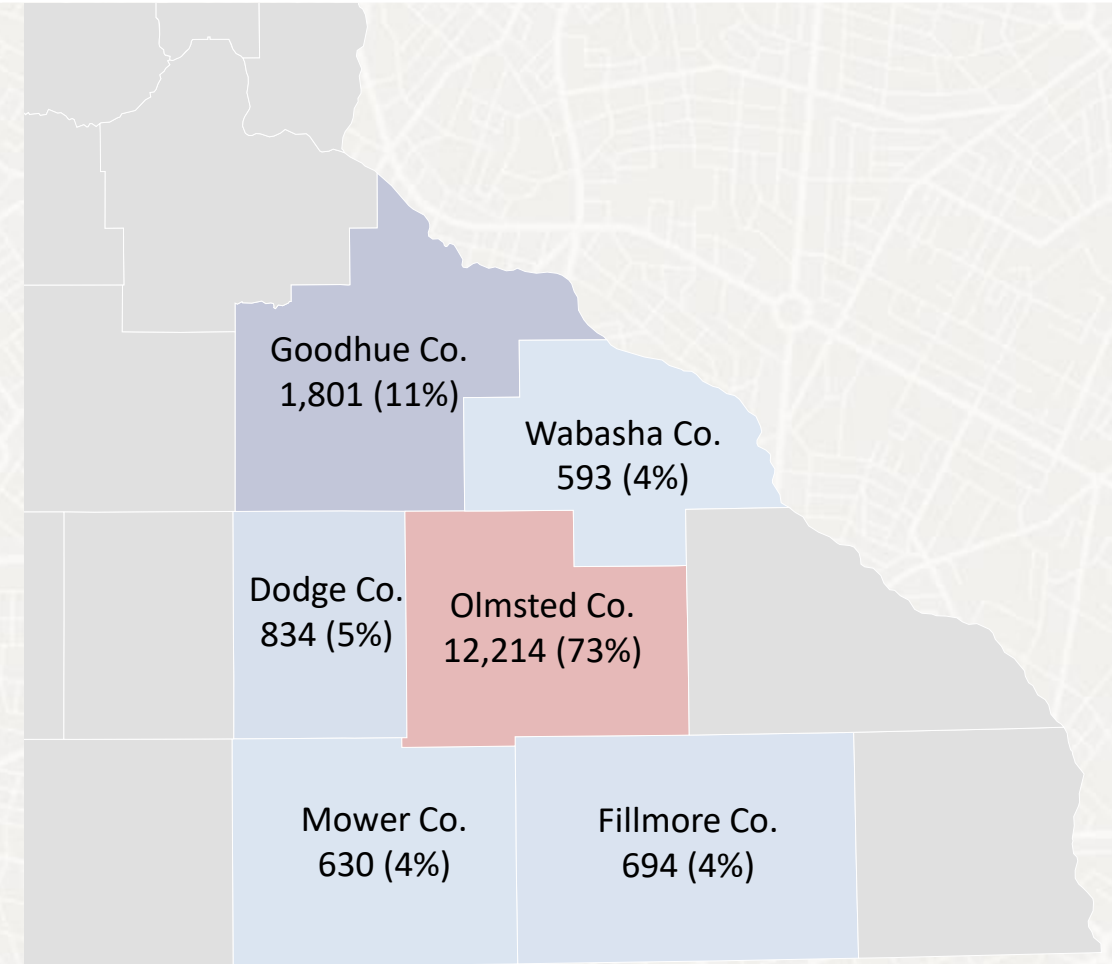 Goodhue Co.
1,801 (11%)
Wabasha Co.
593 (4%)
Dodge Co.
834 (5%)
Olmsted Co.
12,214 (73%)
Mower Co.
630 (4%)
Fillmore Co.
694 (4%)